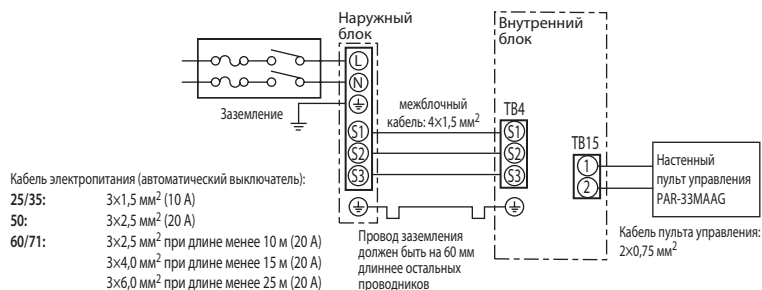 Наружный
блок
Внутренний
блок
L
N
Заземление
межблочный
кабель: 4×1,5 мм²
TB4
S1
S2
S3
S1
S2
S3
TB15
1
2
Настенный
пульт управления
PAR-33MAAG
Кабель пульта управления:
2×0,75 мм²
Провод заземления
должен быть на 60 мм
длиннее остальных
проводников
Кабель электропитания (автоматический выключатель):
25/35: 3×1,5 мм² (10 А)
50: 3×2,5 мм² (20 А)
60/71: 3×2,5 мм² при длине менее 10 м (20 А)
3×4,0 мм² при длине менее 15 м (20 А)
3×6,0 мм² при длине менее 25 м (20 А)